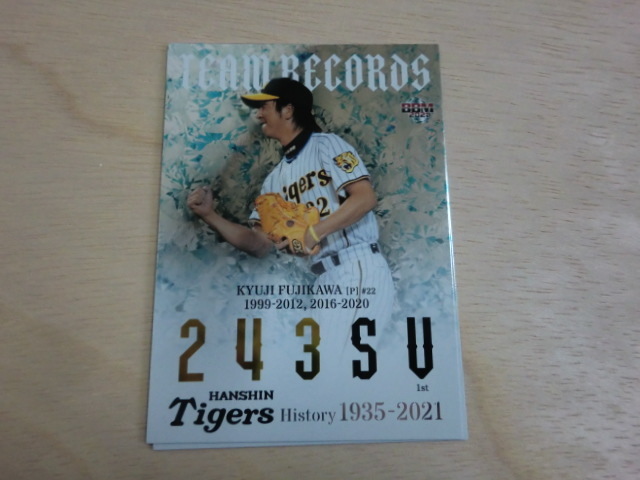 TEAM RECORDS
BBM
Tigers
22
KYUJI FUJIKAWA [P] #22
1999-2012, 2016-2020
243SV
1st
HANSHIN
Tigers History 1935-2021